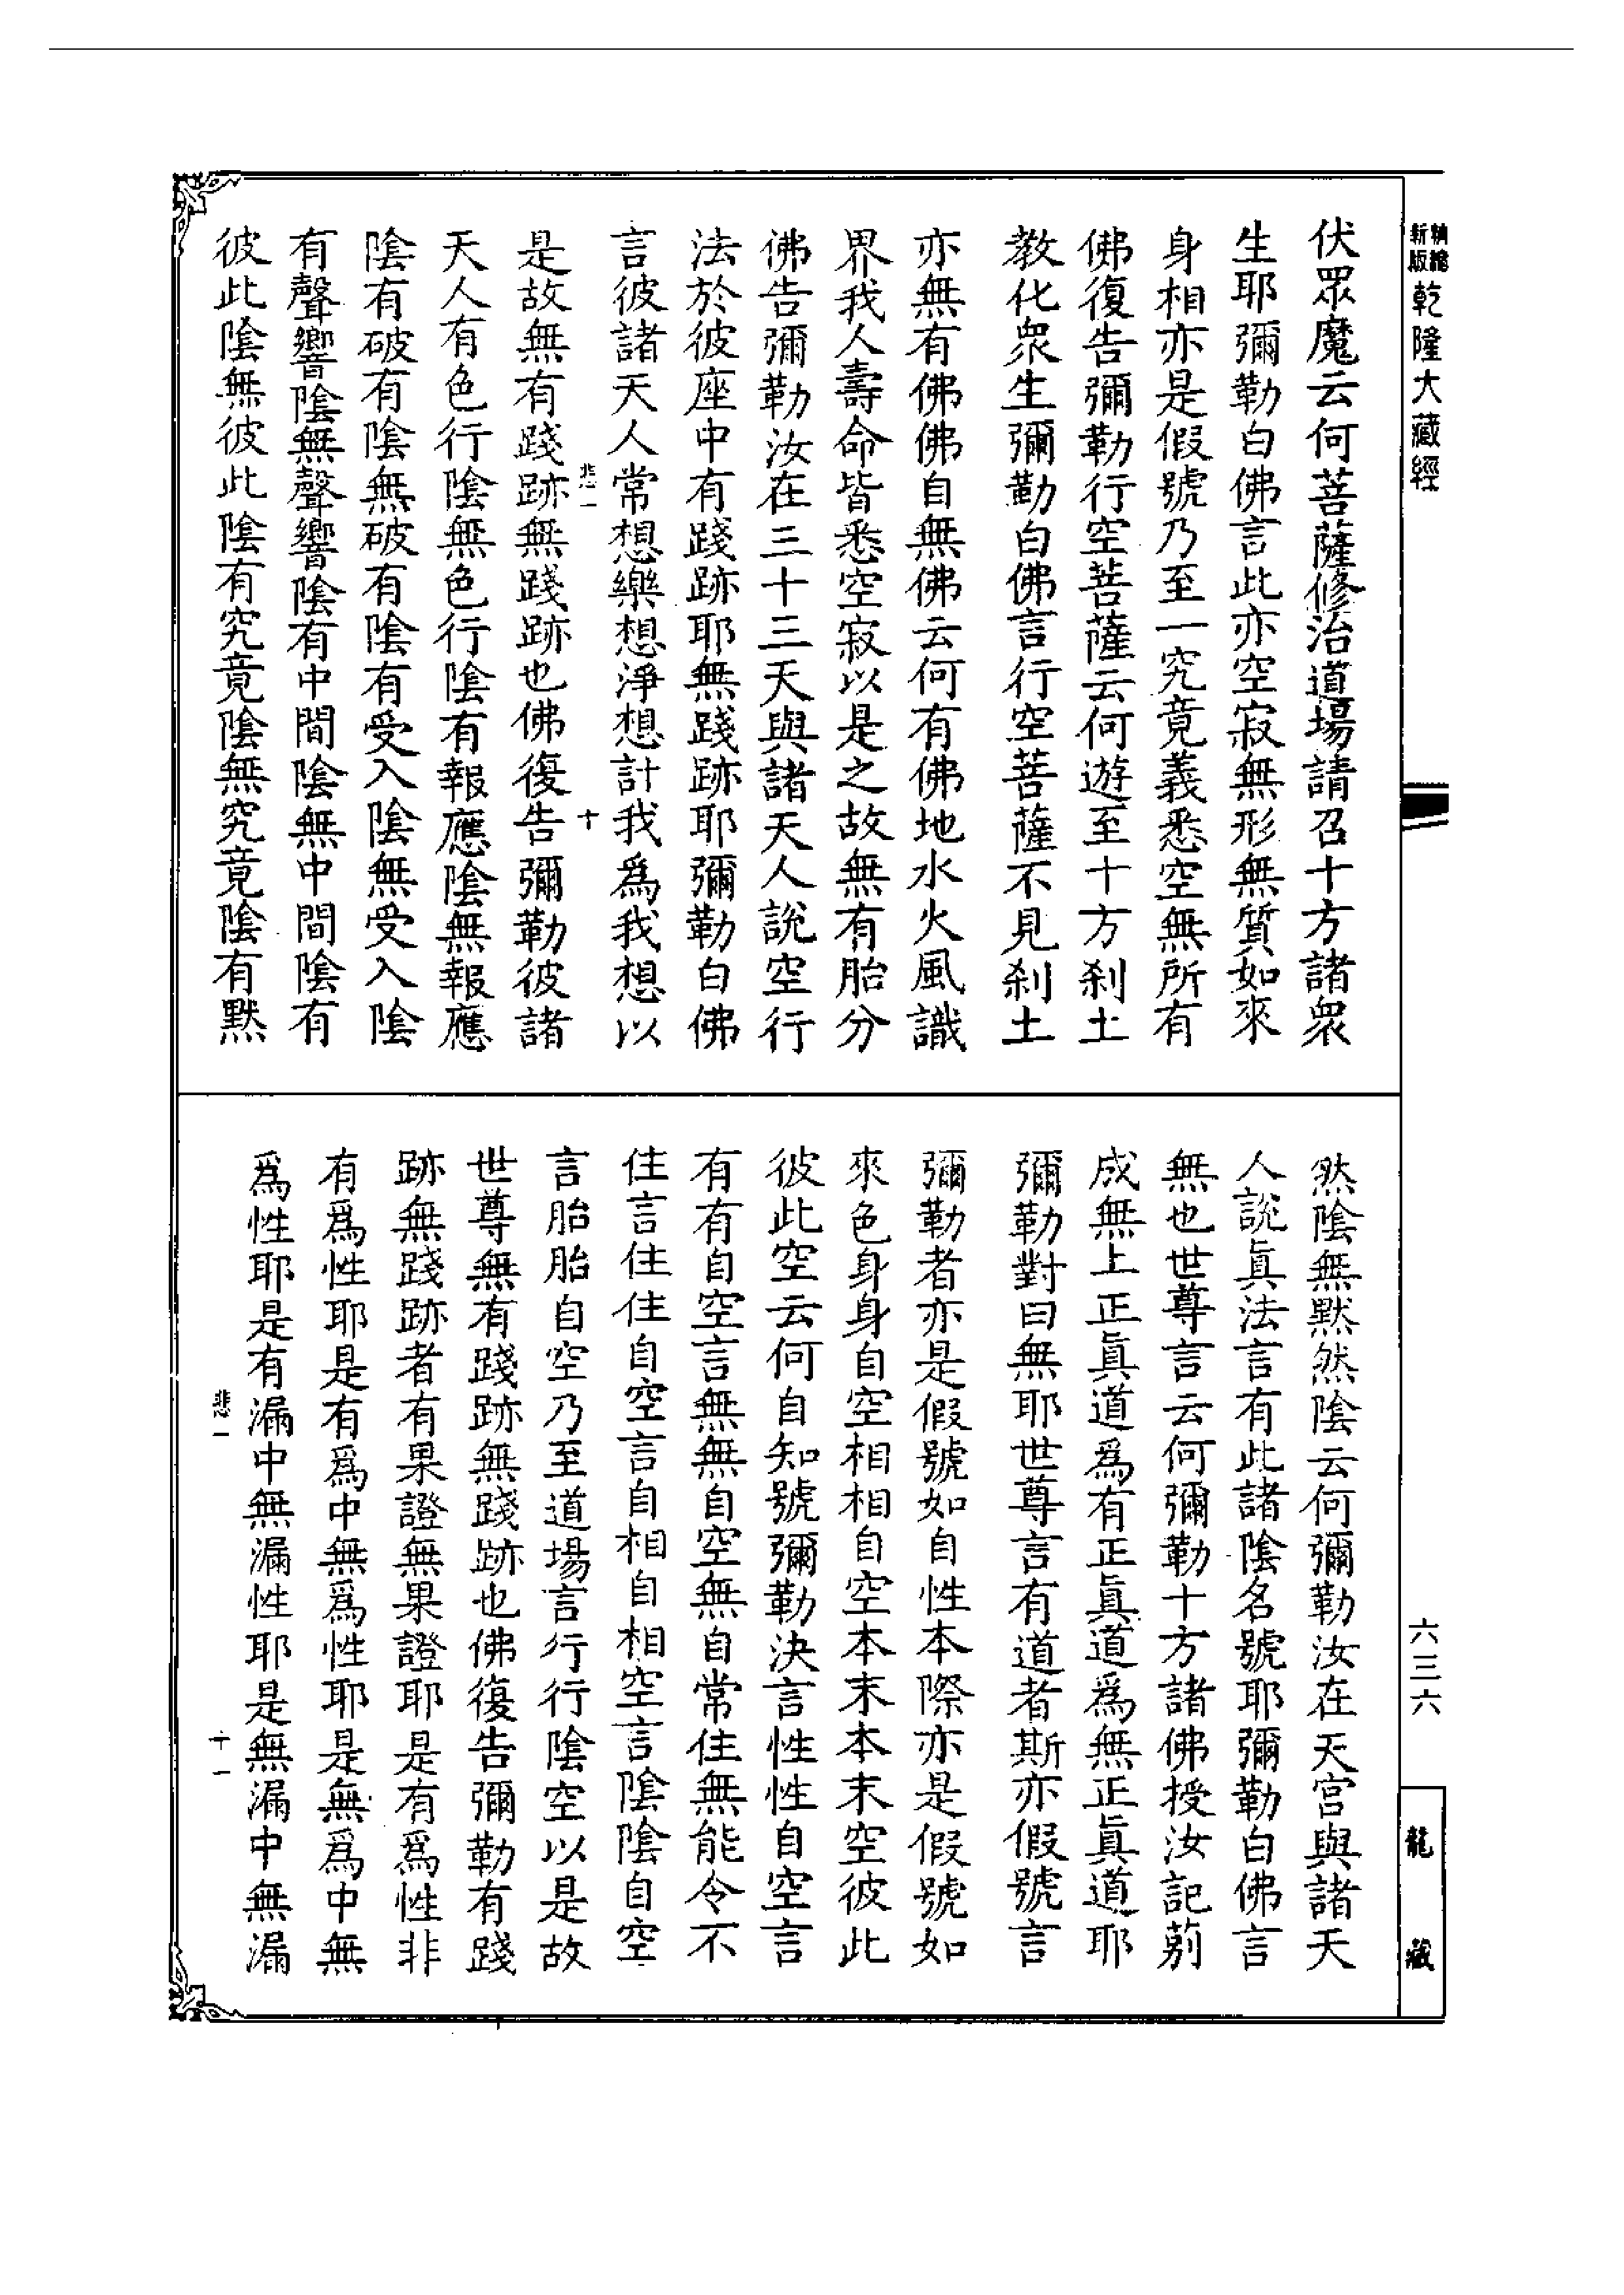 精縮新版乾隆大藏經
伏眾魔云何菩薩修治道場請召十方諸衆
生耶彌勒白佛言此亦空寂無形無質如來
身相亦是假號乃至一究竟義悉空無所有
佛復告彌勒行空菩薩云何遊至十方刹土
教化衆生彌勒白佛言行空菩薩不見刹土
亦無有佛佛自無佛云何有佛地水火風識
界我人壽命皆悉空寂以是之故無有胎分
佛告彌勒汝在三十三天與諸天人說空行
法於彼座中有踐跡耶無踐跡耶彌勒白佛
言彼諸天人常想樂想淨想計我為我想以
悲一
十
是故無有踐跡無踐跡也佛復告彌勒彼諸
天人有色行陰無色行陰有報應陰無報應
陰有破有陰無破有陰有受入陰無受入陰
有聲響陰無聲響陰有中間陰無中間陰有
彼此陰無彼此陰有究竟陰無究竟陰有默
然陰無默然陰云何彌勒汝在天宮與諸天
人說眞法言有此諸陰名號耶彌勒白佛言
無也世尊言云何彌勒十方諸佛授汝記莂
成無上正眞道為有正眞道爲無正眞道耶
彌勒對曰無耶世尊言有道者斯亦假號言
彌勒者亦是假號如自性本際亦是假號如
來色身身自空相相自空本末本末空彼此
彼此空云何自知號彌勒決言性性自空言
有有自空言無無自空無自常住無能令不
住言住住自空言自相自相空言陰陰自空
言胎胎自空乃至道場言行行陰空以是故
世尊無有踐跡無踐跡也佛復告彌勒有踐
跡無踐跡者有果證無果證耶是有爲性非
有爲性耶是有爲中無爲性耶是無爲中無
爲性耶是有漏中無漏性耶是無漏中無漏
悲一
十一
六三六
龍藏